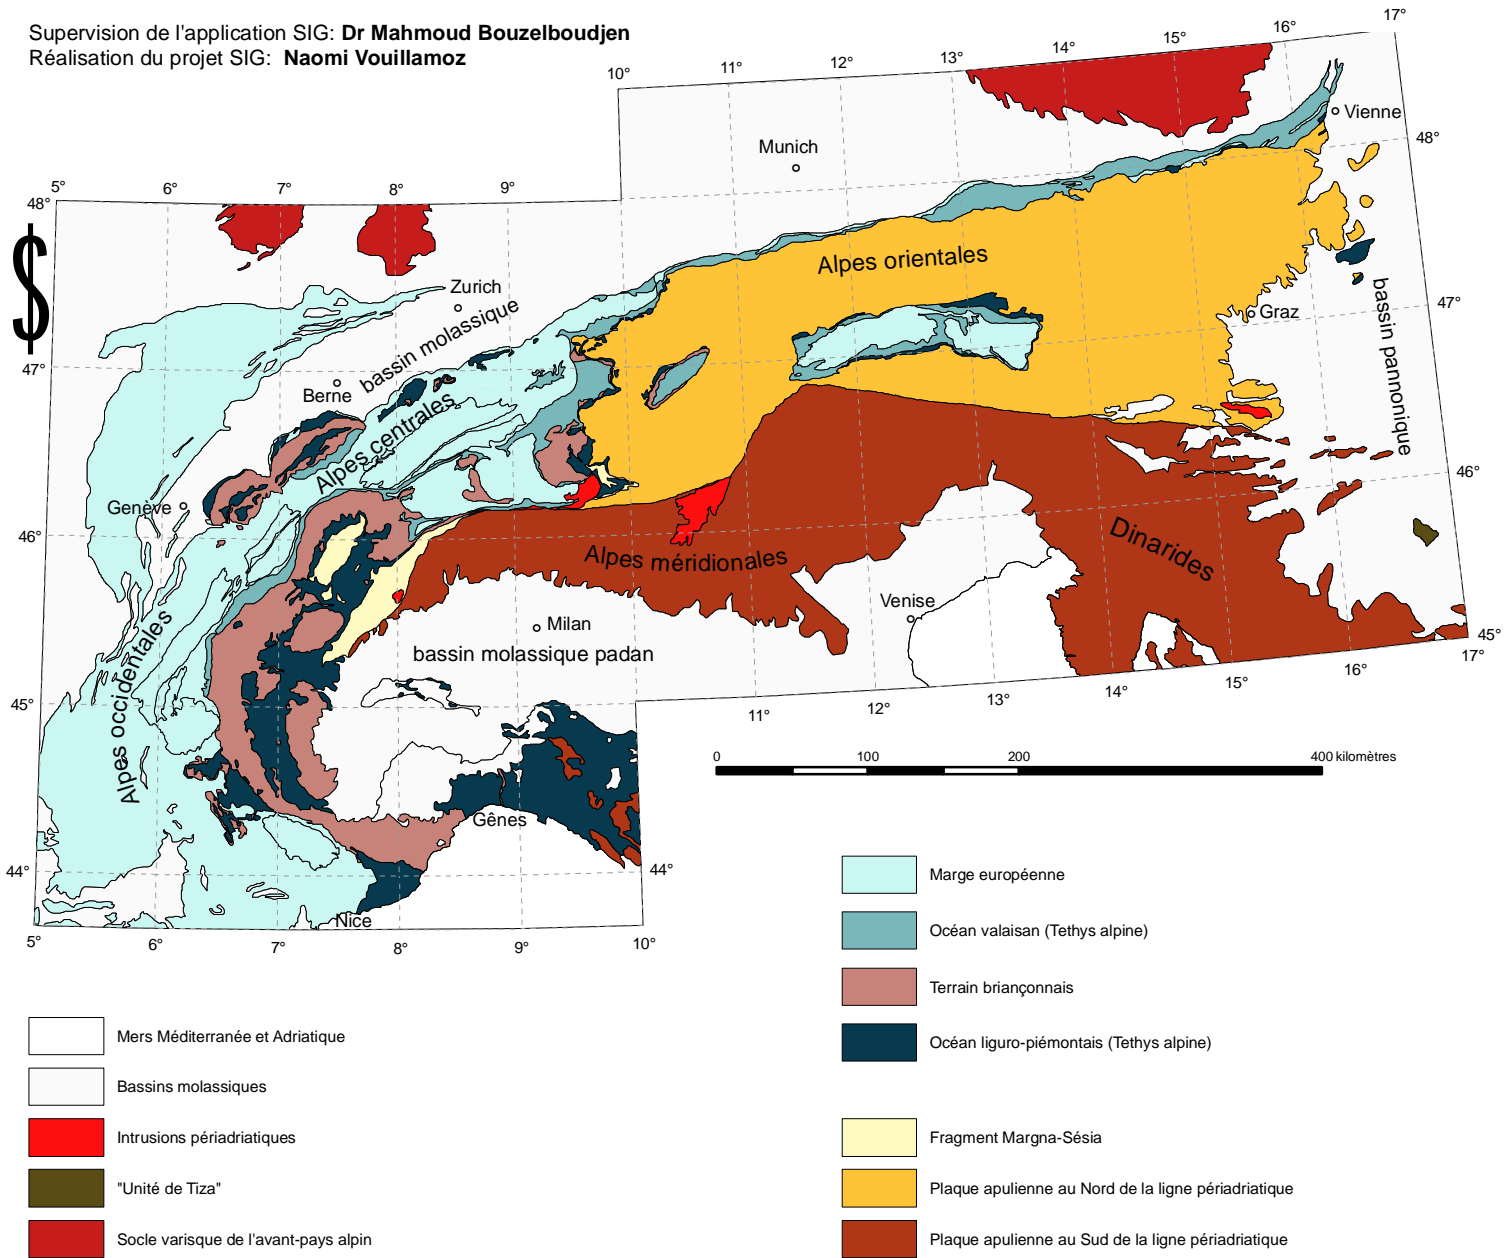 Supervision de l'application SIG: Dr Mahmoud Bouzelboudjen
Réalisation du projet SIG: Naomi Vouillamoz
10° 11° 12° 13° 14° 15° 16° 17°
5° 6° 7° 8° 9°
48°
47°
46°
45°
44°
48°
47°
46°
45°
17°
16°
15°
14°
13°
12°
11°
44°
5° 6° 7° 8° 9° 10°
$
Vienne
Munich
Alpes orientales
Zurich
bassin molassique
Graz
bassin pannonique
Berne
Alpes centrales
Genève
Alpes méridionales
Dinarides
Venise
Milan
bassin molassique padan
Alpes occidentales
Gênes
Nice
0 100 200 400 kilomètres
Marge européenne
Océan valaisan (Tethys alpine)
Terrain briançonnais
Océan liguro-piémontais (Tethys alpine)
Mers Méditerranée et Adriatique
Bassins molassiques
Intrusions périadriatiques
"Unité de Tiza"
Socle varisque de l'avant-pays alpin
Fragment Margna-Sésia
Plaque apulienne au Nord de la ligne périadriatique
Plaque apulienne au Sud de la ligne périadriatique